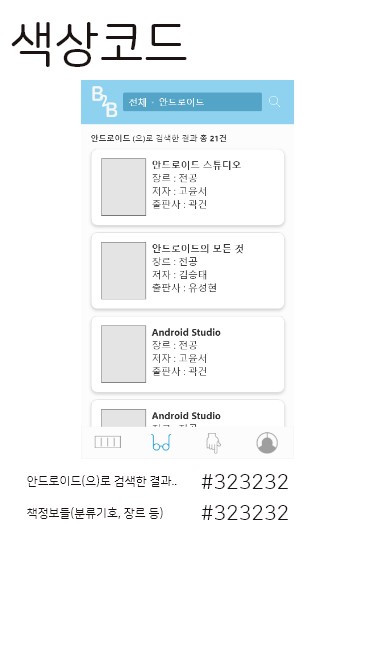 색상코드
B2B
전체 · 안드로이드
안드로이드 (으)로 검색한 결과 총 21건
안드로이드 스튜디오
장르 : 전공
저자 : 고윤서
출판사 : 곽건
안드로이드의 모든 것
장르 : 전공
저자 : 김승태
출판사 : 유성현
Android Studio
장르 : 전공
저자 : 고윤서
출판사 : 곽건
Android Studio
장르 : 전공
안드로이드(으)로 검색한 결과.. #323232
책정보들(분류기호, 장르 등) #323232